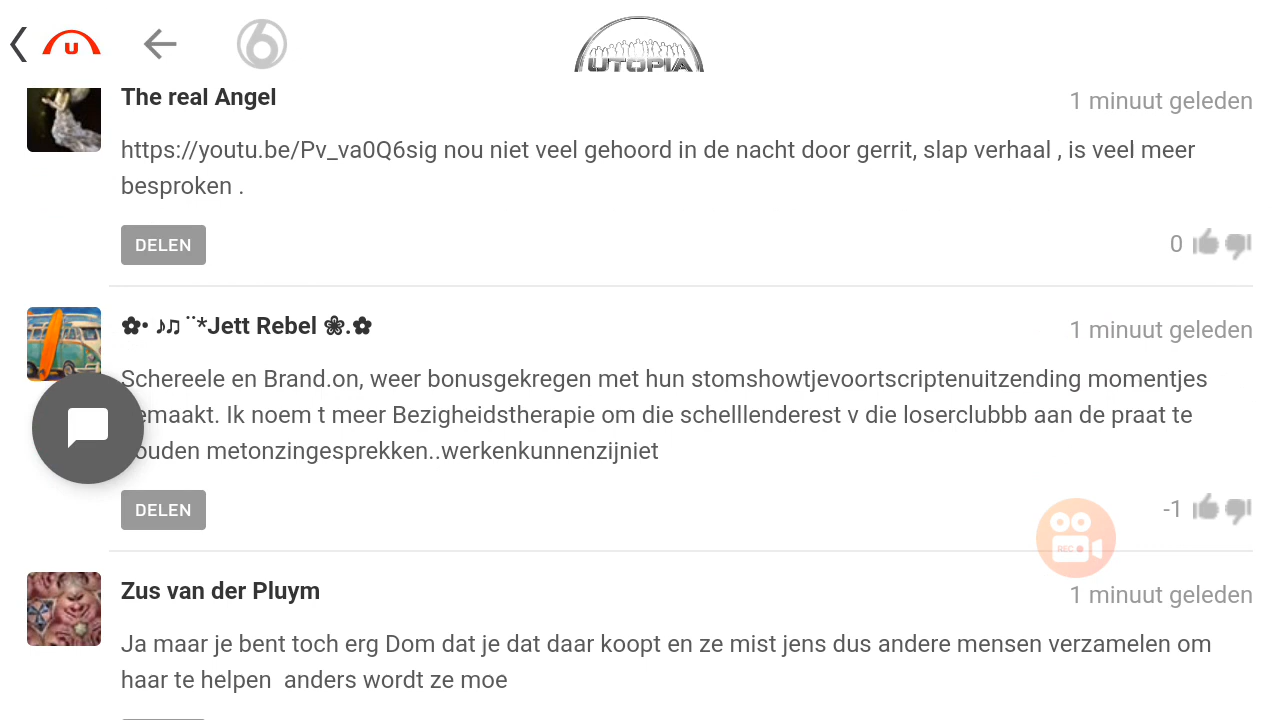 U
6
UTOPIA
The real Angel
1 minuut geleden
https://youtu.be/Pv_va0Q6sig nou niet veel gehoord in de nacht door gerrit, slap verhaal , is veel meer
besproken .
DELEN
0
✿• ♪♫ ¨*Jett Rebel ❀.✿
1 minuut geleden
Schereele en Brand.on, weer bonusgekregen met hun stomshowtjevoortscriptenuitzending momentjes
emaakt. Ik noem t meer Bezigheidstherapie om die schelllenderest v die loserclubbb aan de praat te
ouden metonzingesprekken..werkenkunnenzijniet
DELEN
-1
REC
Zus van der Pluym
1 minuut geleden
Ja maar je bent toch erg Dom dat je dat daar koopt en ze mist jens dus andere mensen verzamelen om
haar te helpen  anders wordt ze moe